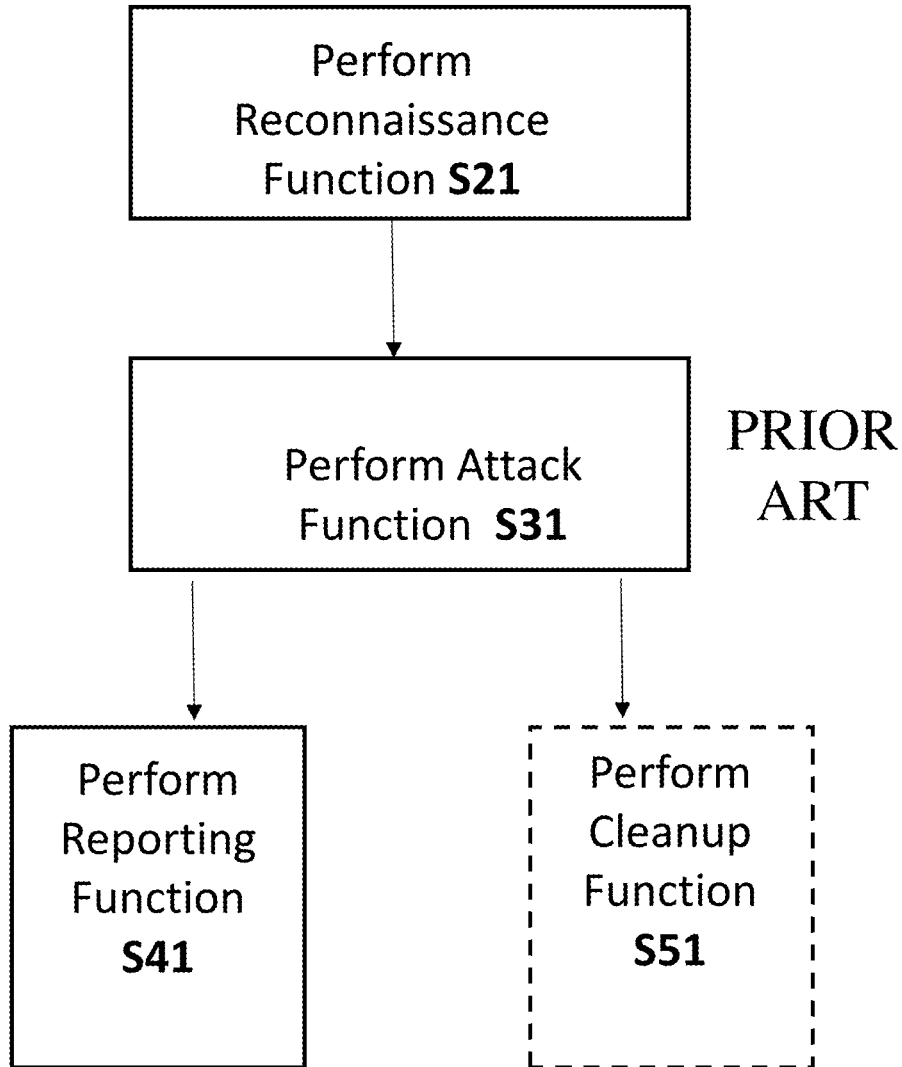 Perform
Reconnaissance
Function S21
Perform Attack
Function S31
PRIOR
ART
Perform
Reporting
Function
S41
Perform
Cleanup
Function
S51